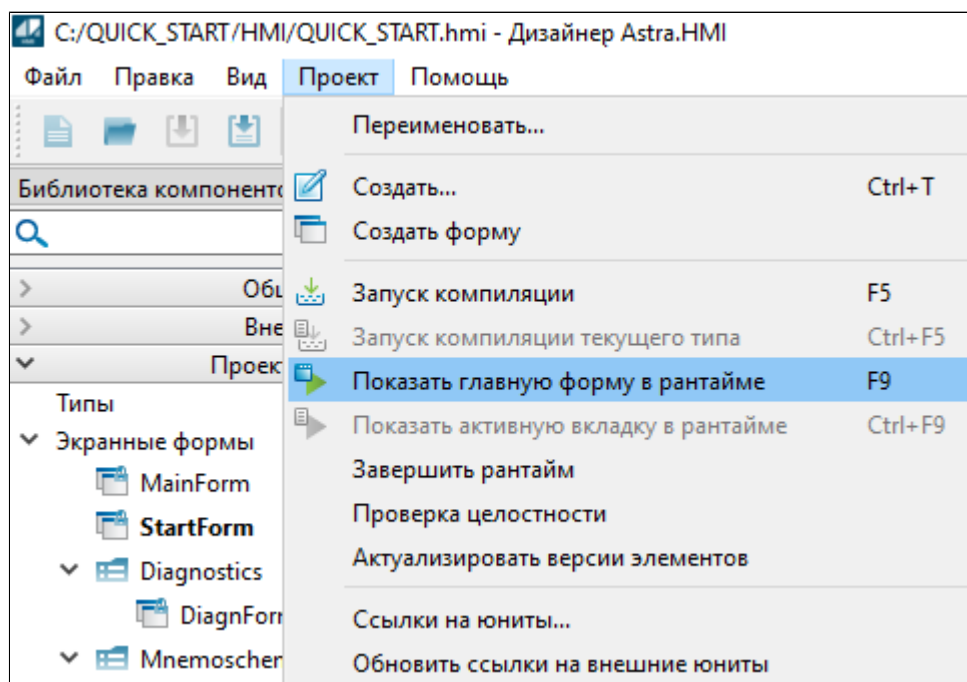 C:/QUICK_START/HMI/QUICK_START.hmi - Дизайнер Astra.HMI
Файл Правка Вид Проект Помощь
Переименовать...
Создать... Ctrl+T
Создать форму
Запуск компиляции F5
Запуск компиляции текущего типа Ctrl+F5
Показать главную форму в рантайме F9
Показать активную вкладку в рантайме Ctrl+F9
Завершить рантайм
Проверка целостности
Актуализировать версии элементов
Ссылки на юниты...
Обновить ссылки на внешние юниты
Библиотека
Типы
Экранные формы
MainForm
StartForm
Diagnostics